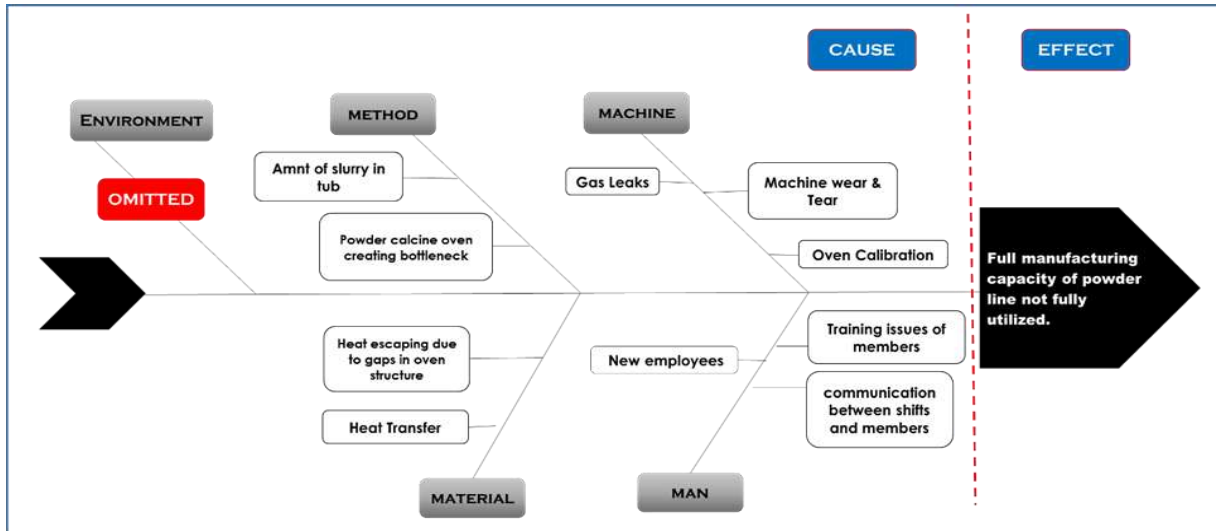 CAUSE
EFFECT
ENVIRONMENT
METHOD
MACHINE
OMITTED
Amnt of slurry in
tub
Gas Leaks
Machine wear &
Tear
Powder calcine oven
creating bottleneck
Oven Calibration
Full manufacturing
capacity of powder
line not fully
utilized.
Heat escaping due
to gaps in oven
structure
New employees
Training issues of
members
Heat Transfer
communication
between shifts
and members
MATERIAL
MAN